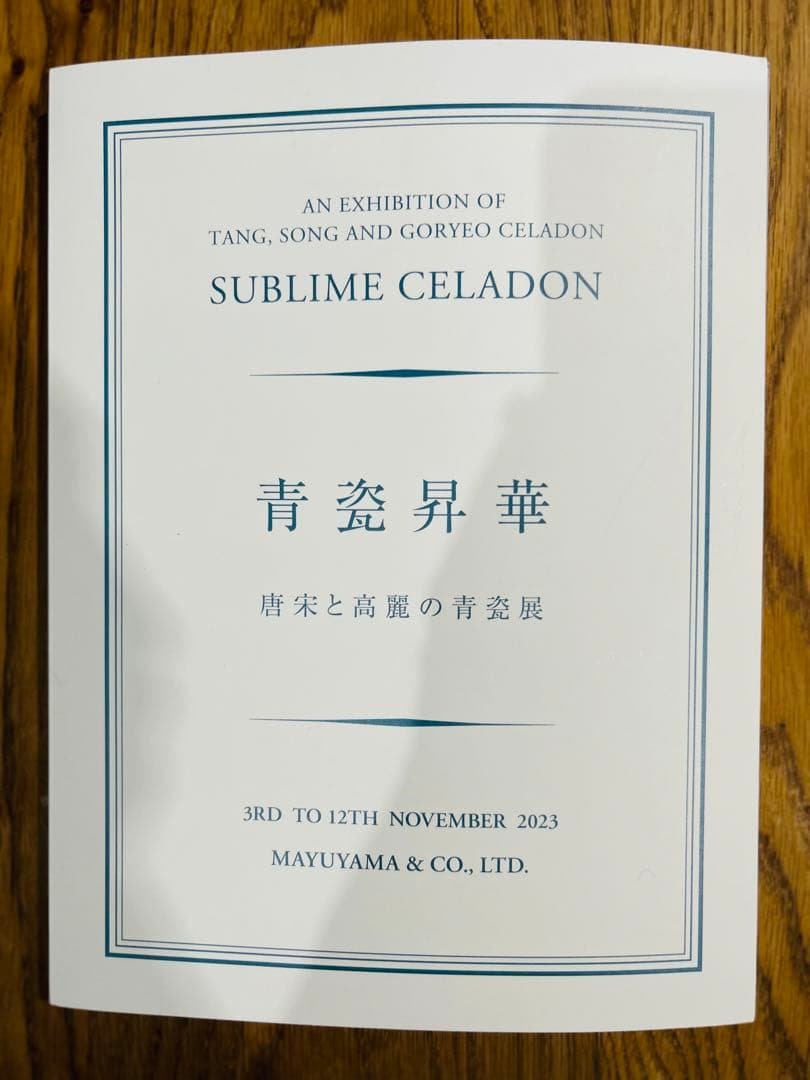 AN EXHIBITION OF
TANG, SONG AND GORYEO CELADON
SUBLIME CELADON
青瓷昇華
唐宋と高麗の青瓷展
3RD TO 12TH NOVEMBER 2023
MAYUYAMA & CO., LTD.